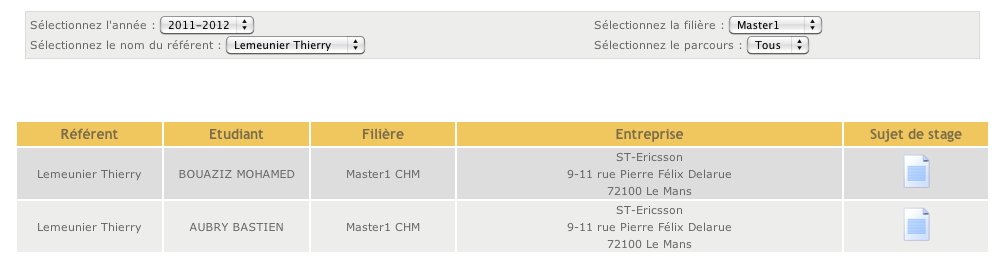 Sélectionnez l'année : 2011-2012 Sélectionnez la filière : Master1
Sélectionnez le nom du référent : Lemeunier Thierry Sélectionnez le parcours : Tous
Référent Etudiant Filière Entreprise Sujet de stage
ST-Ericsson
Lemeunier Thierry BOUAZIZ MOHAMED Master1 CHM 9-11 rue Pierre Félix Delarue
72100 Le Mans
ST-Ericsson
Lemeunier Thierry AUBRY BASTIEN Master1 CHM 9-11 rue Pierre Félix Delarue
72100 Le Mans